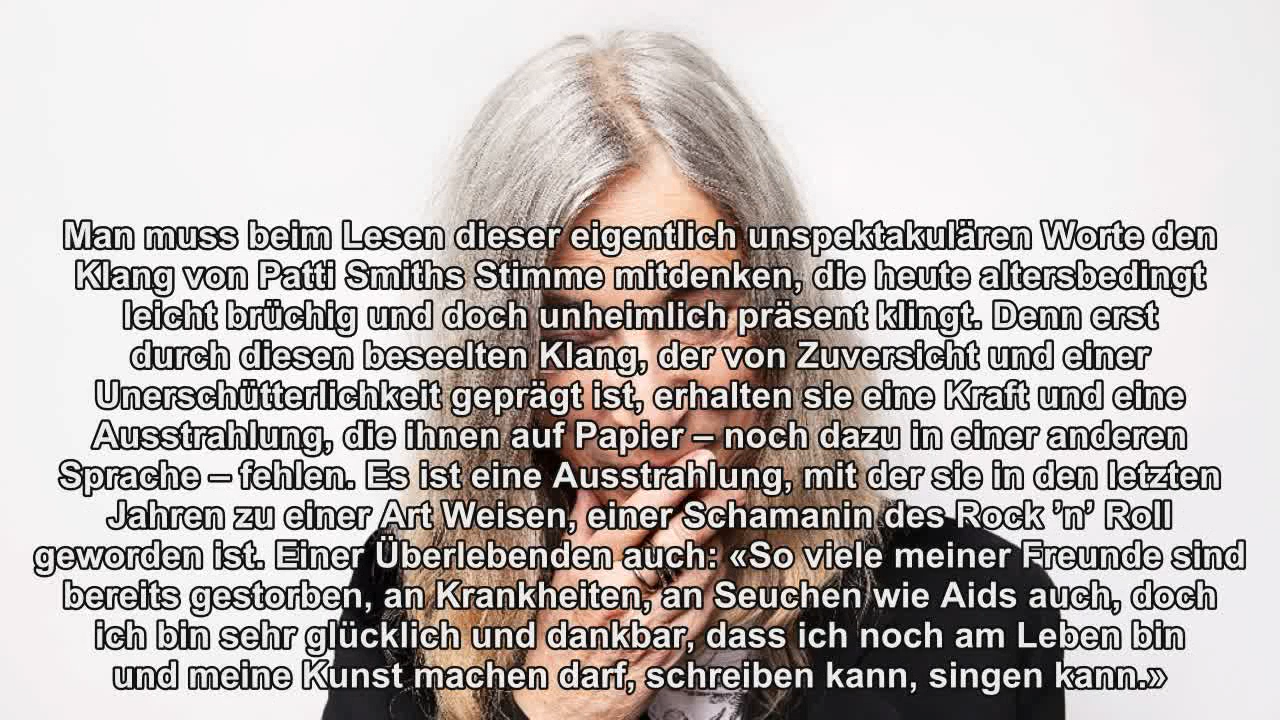 Man muss beim Lesen dieser eigentlich unspektakulären Worte den
Klang von Patti Smiths Stimme mitdenken, die heute altersbedingt
leicht brüchig und doch unheimlich präsent klingt. Denn erst
durch diesen beseelten Klang, der von Zuversicht und einer
Unerschütterlichkeit geprägt ist, erhalten sie eine Kraft und eine
Ausstrahlung, die ihnen auf Papier – noch dazu in einer anderen
Sprache – fehlen. Es ist eine Ausstrahlung, mit der sie in den letzten
Jahren zu einer Art Weisen, einer Schamanin des Rock ’n’ Roll
geworden ist. Einer Überlebenden auch: «So viele meiner Freunde sind
bereits gestorben, an Krankheiten, an Seuchen wie Aids auch, doch
ich bin sehr glücklich und dankbar, dass ich noch am Leben bin
und meine Kunst machen darf, schreiben kann, singen kann.»